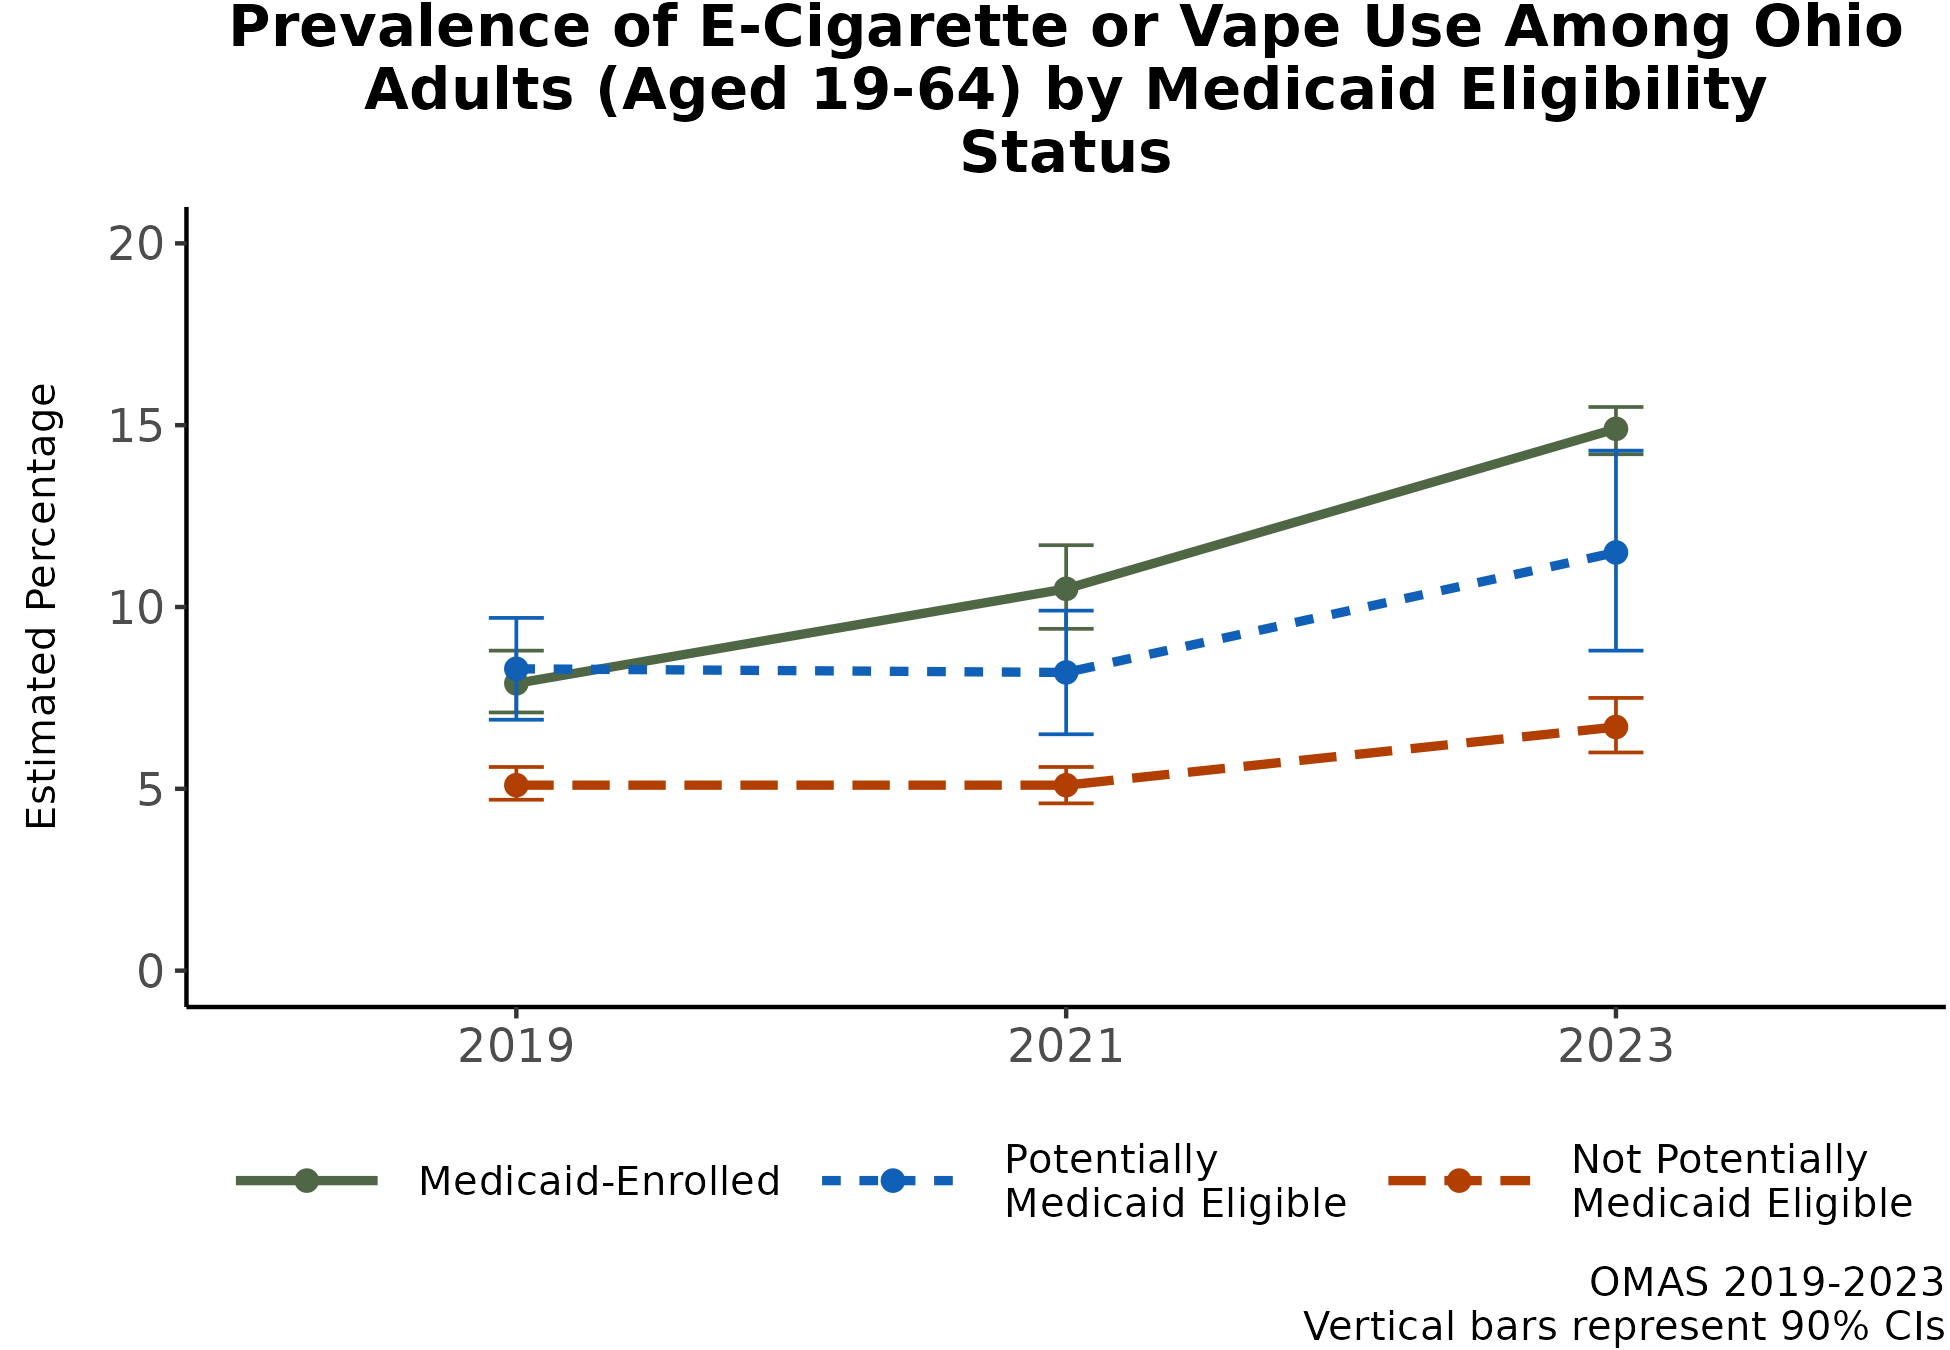 Prevalence of E-Cigarette or Vape Use Among Ohio
Adults (Aged 19-64) by Medicaid Eligibility
Status
Estimated Percentage
20
15
10
5
0
2019
2021
2023
Medicaid-Enrolled
Potentially
Medicaid Eligible
Not Potentially
Medicaid Eligible
OMAS 2019-2023
Vertical bars represent 90% CIs